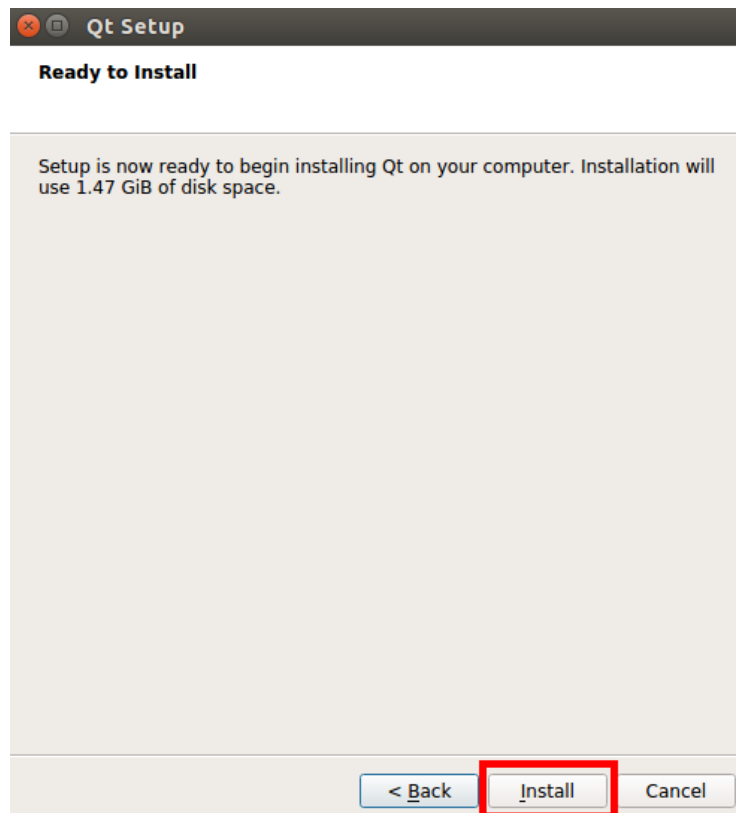 Qt Setup
Ready to Install
Setup is now ready to begin installing Qt on your computer. Installation will
use 1.47 GiB of disk space.
< Back Install Cancel